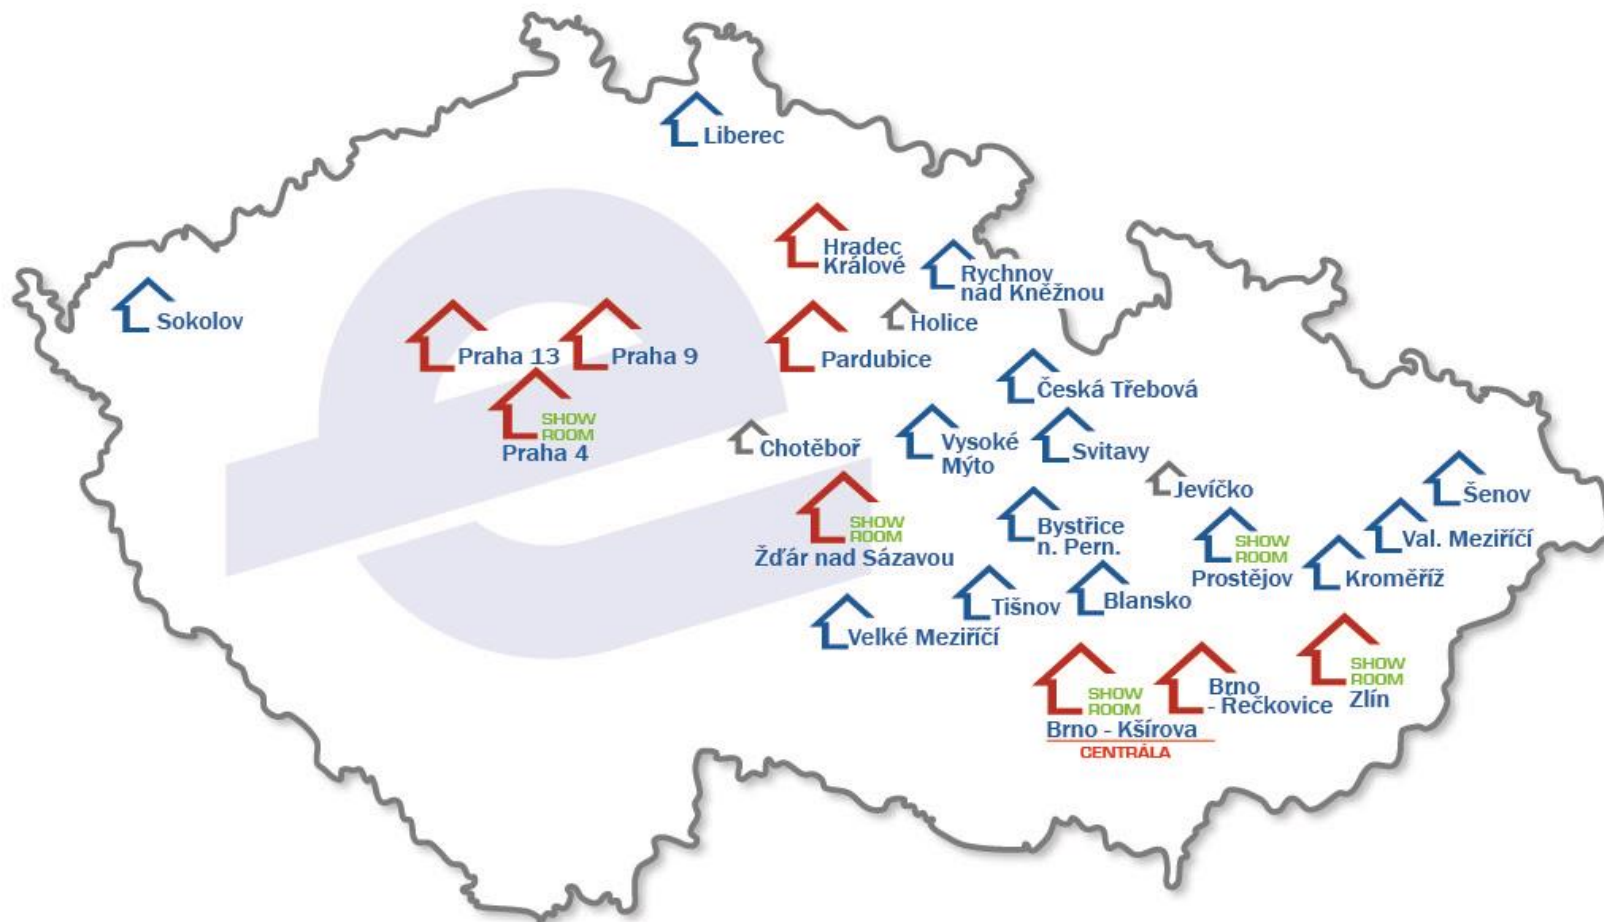 Liberec
Hradec
Králové
Rychnov
nad Kněžnou
Sokolov
Holice
Praha 13
Praha 9
Pardubice
Česká Třebová
SHOW
ROOM
Praha 4
Chotěboř
Vysoké
Mýto
Svitavy
Jevíčko
Šenov
SHOW
ROOM
Žďár nad Sázavou
Bystřice
n. Pern.
SHOW
ROOM
Prostějov
Val. Meziříčí
Kroměříž
Tišnov
Blansko
Velké Meziříčí
SHOW
ROOM
Brno - Kšírova
CENTRÁLA
Brno
- Řečkovice
SHOW
ROOM
Zlín